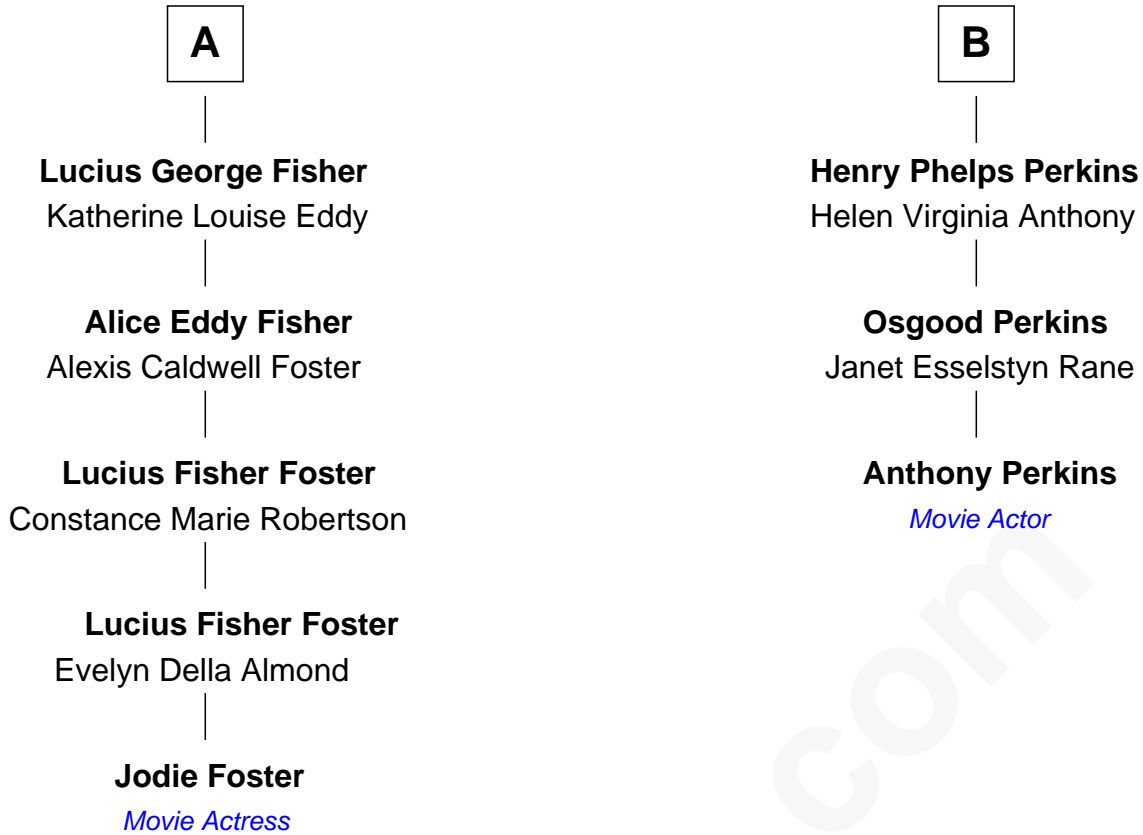 A
Lucius George Fisher
Katherine Louise Eddy
Alice Eddy Fisher
Alexis Caldwell Foster
Lucius Fisher Foster
Constance Marie Robertson
Lucius Fisher Foster
Evelyn Della Almond
Jodie Foster
Movie Actress
B
Henry Phelps Perkins
Helen Virginia Anthony
Osgood Perkins
Janet Esselstyn Rane
Anthony Perkins
Movie Actor
com